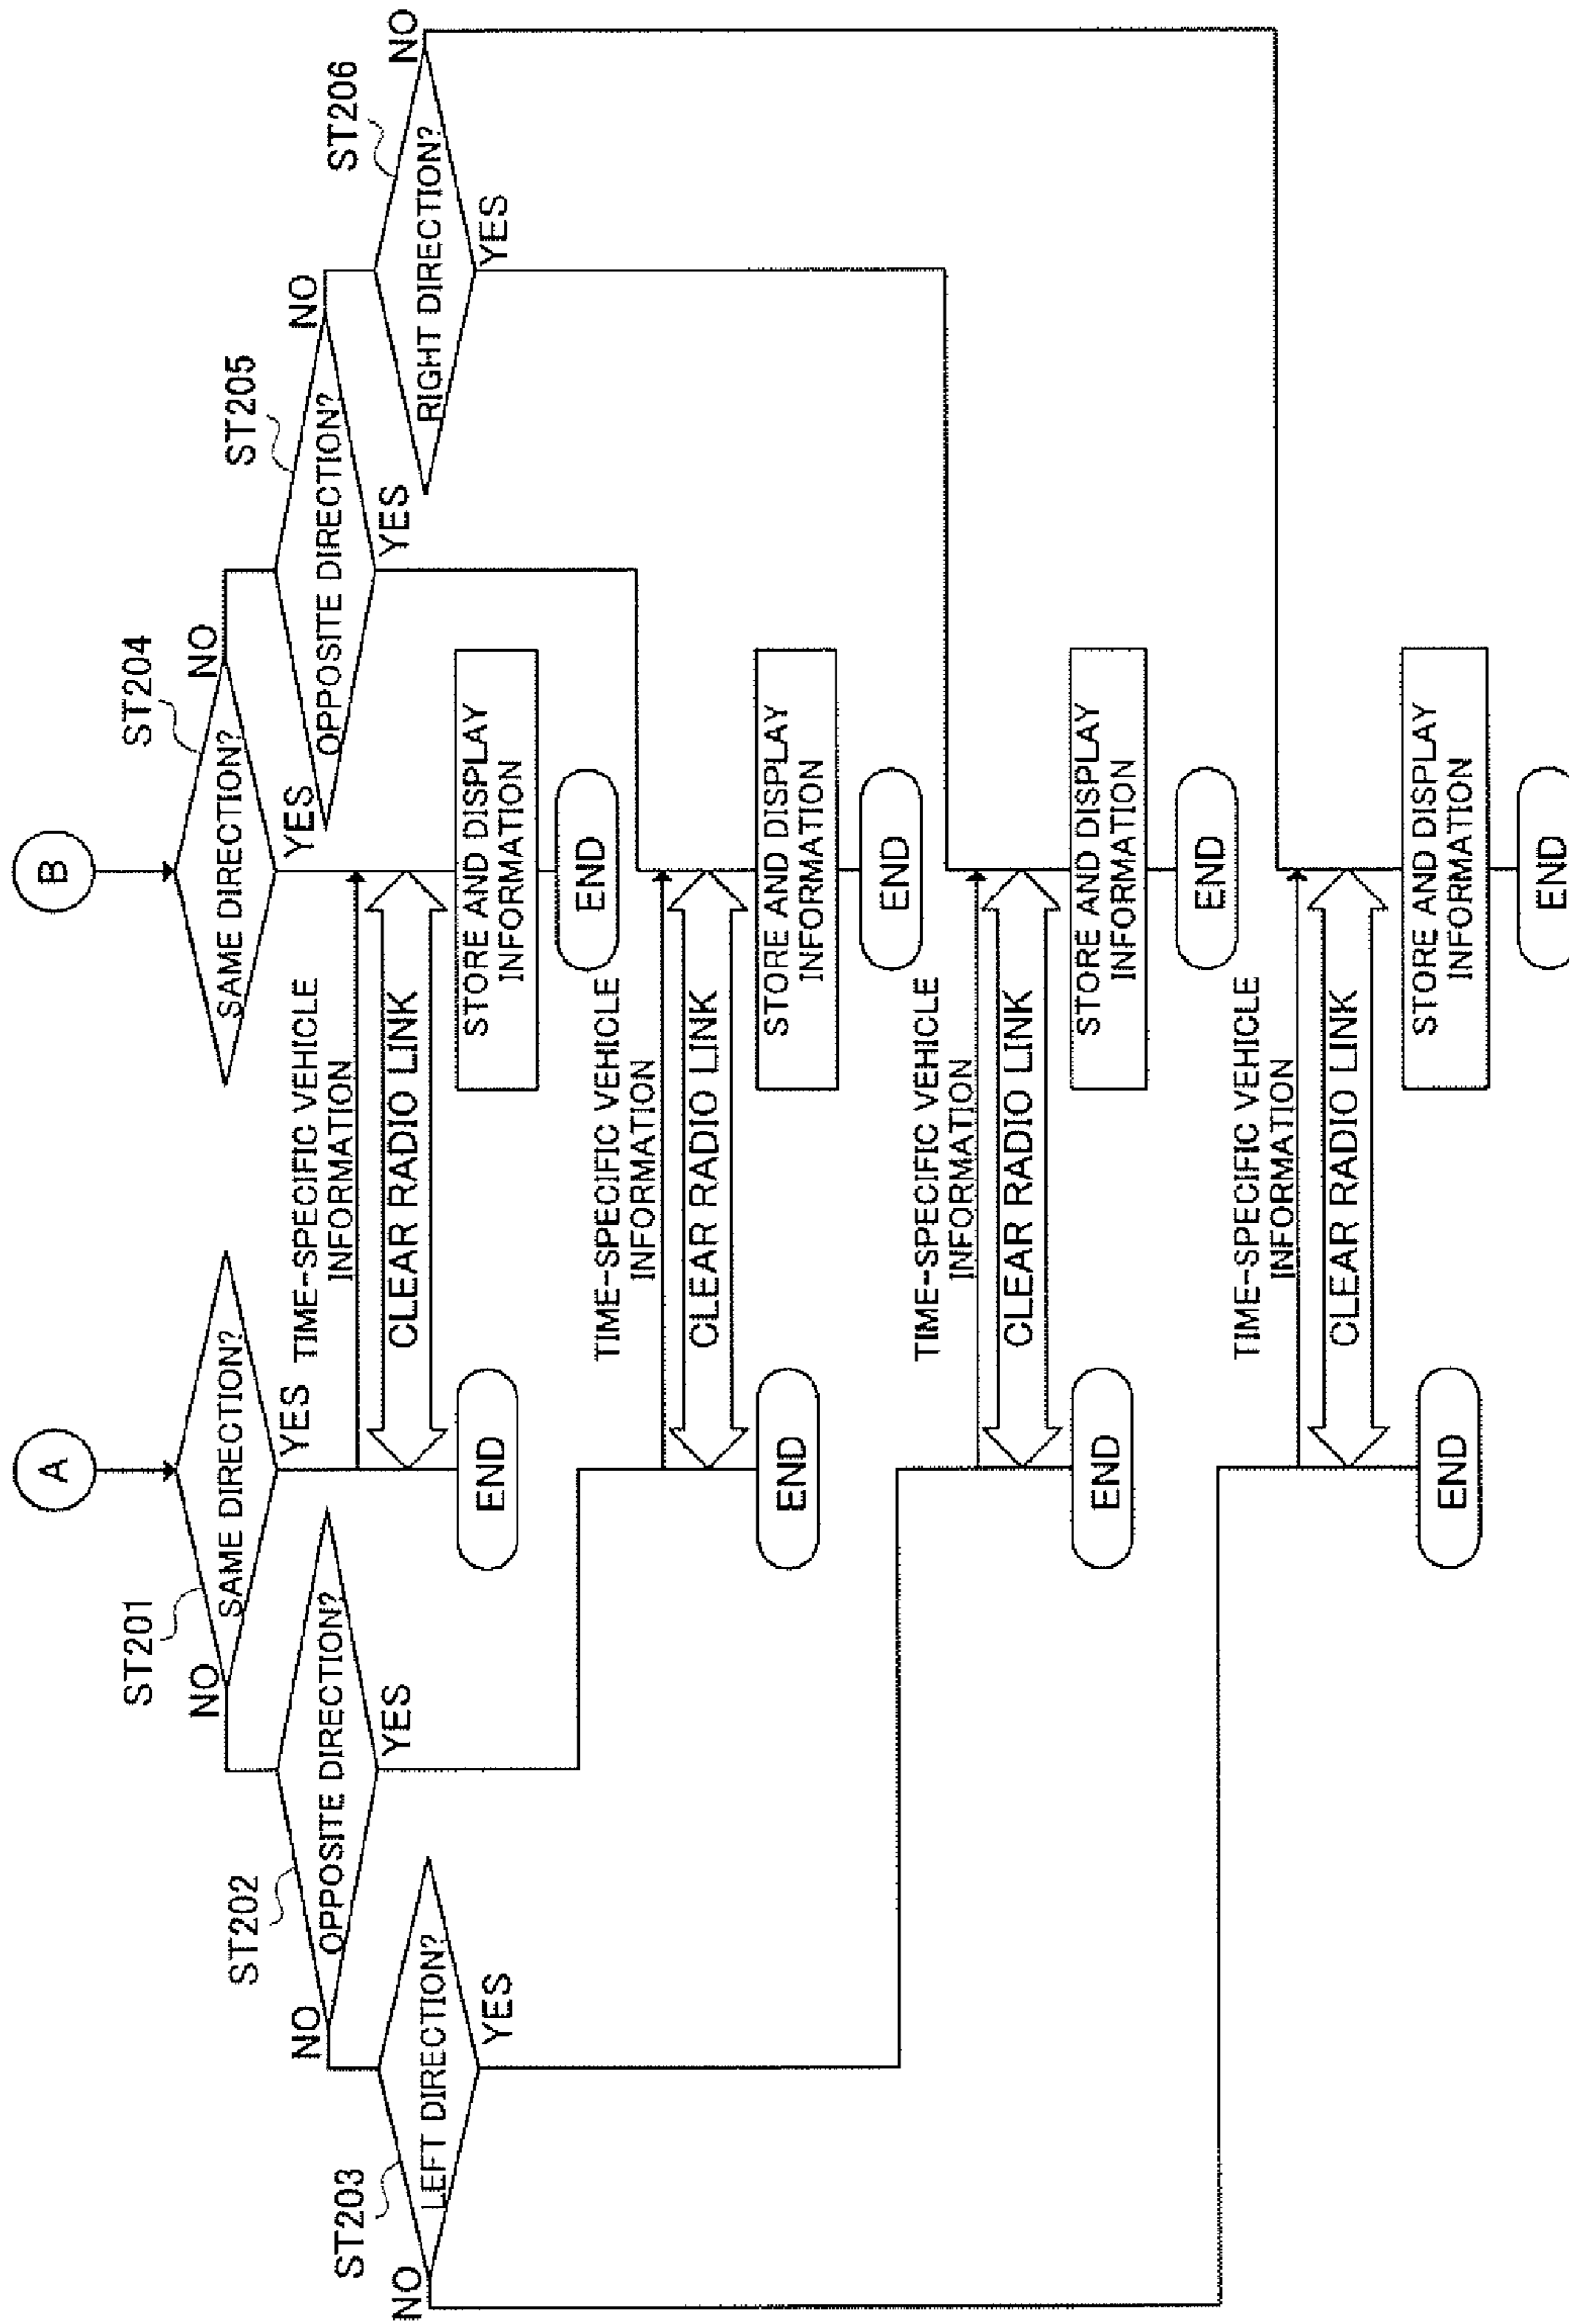 A
B
ST201
SAME DIRECTION?
NO
YES
ST204
SAME DIRECTION?
NO
YES
ST202
OPPOSITE DIRECTION?
NO
YES
ST205
OPPOSITE DIRECTION?
NO
YES
ST203
LEFT DIRECTION?
NO
YES
ST206
RIGHT DIRECTION?
NO
YES
TIME-SPECIFIC VEHICLE
INFORMATION
CLEAR RADIO LINK
END
STORE AND DISPLAY
INFORMATION
END
TIME-SPECIFIC VEHICLE
INFORMATION
CLEAR RADIO LINK
END
STORE AND DISPLAY
INFORMATION
END
TIME-SPECIFIC VEHICLE
INFORMATION
CLEAR RADIO LINK
END
STORE AND DISPLAY
INFORMATION
END
TIME-SPECIFIC VEHICLE
INFORMATION
CLEAR RADIO LINK
END
STORE AND DISPLAY
INFORMATION
END